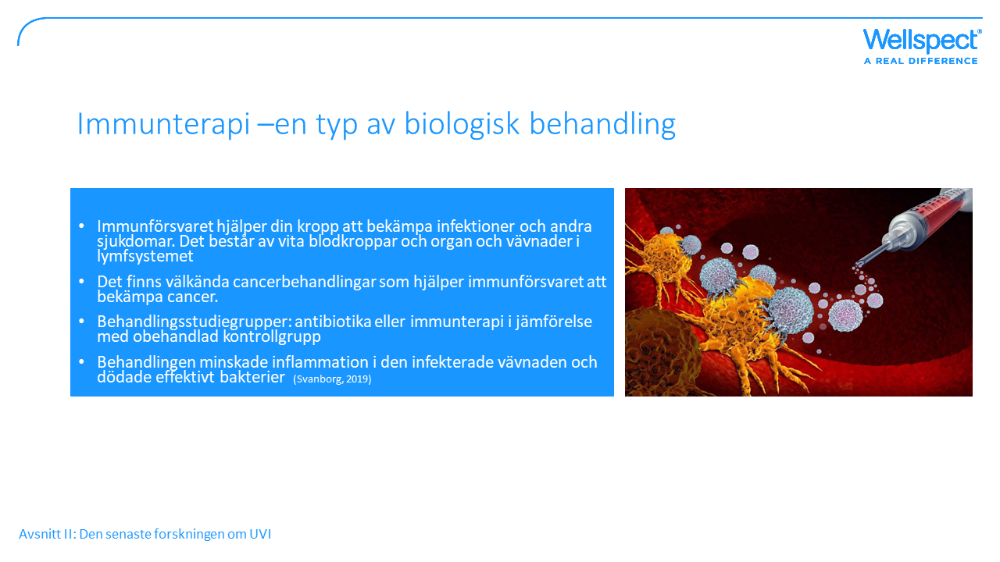 Wellspect®
A REAL DIFFERENCE
Immunterapi –en typ av biologisk behandling
• Immunförsvaret hjälper din kropp att bekämpa infektioner och andra
sjukdomar. Det består av vita blodkroppar och organ och vävnader i
lymfsystemet
• Det finns välkända cancerbehandlingar som hjälper immunförsvaret att
bekämpa cancer.
• Behandlingsstudiegrupper: antibiotika eller immunterapi i jämförelse
med obehandlad kontrollgrupp
• Behandlingen minskade inflammation i den infekterade vävnaden och
dödade effektivt bakterier (Svanborg, 2019)
Avsnitt II: Den senaste forskningen om UVI